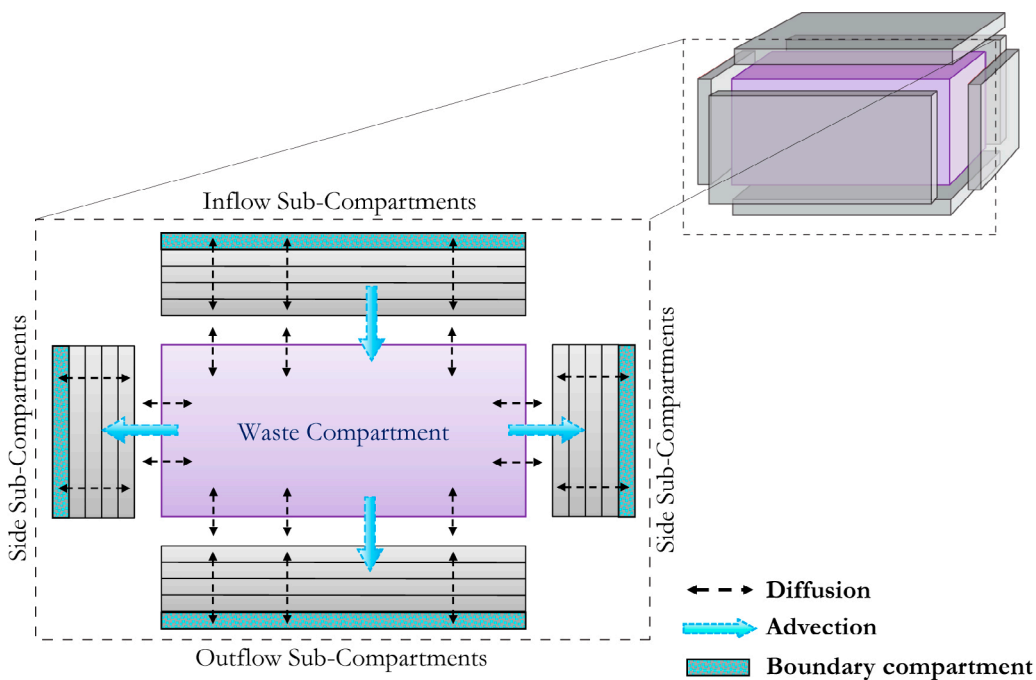 Inflow Sub-Compartments
Side Sub-Compartments
Waste Compartment
Side Sub-Compartments
Outflow Sub-Compartments
Diffusion
Advection
Boundary compartment